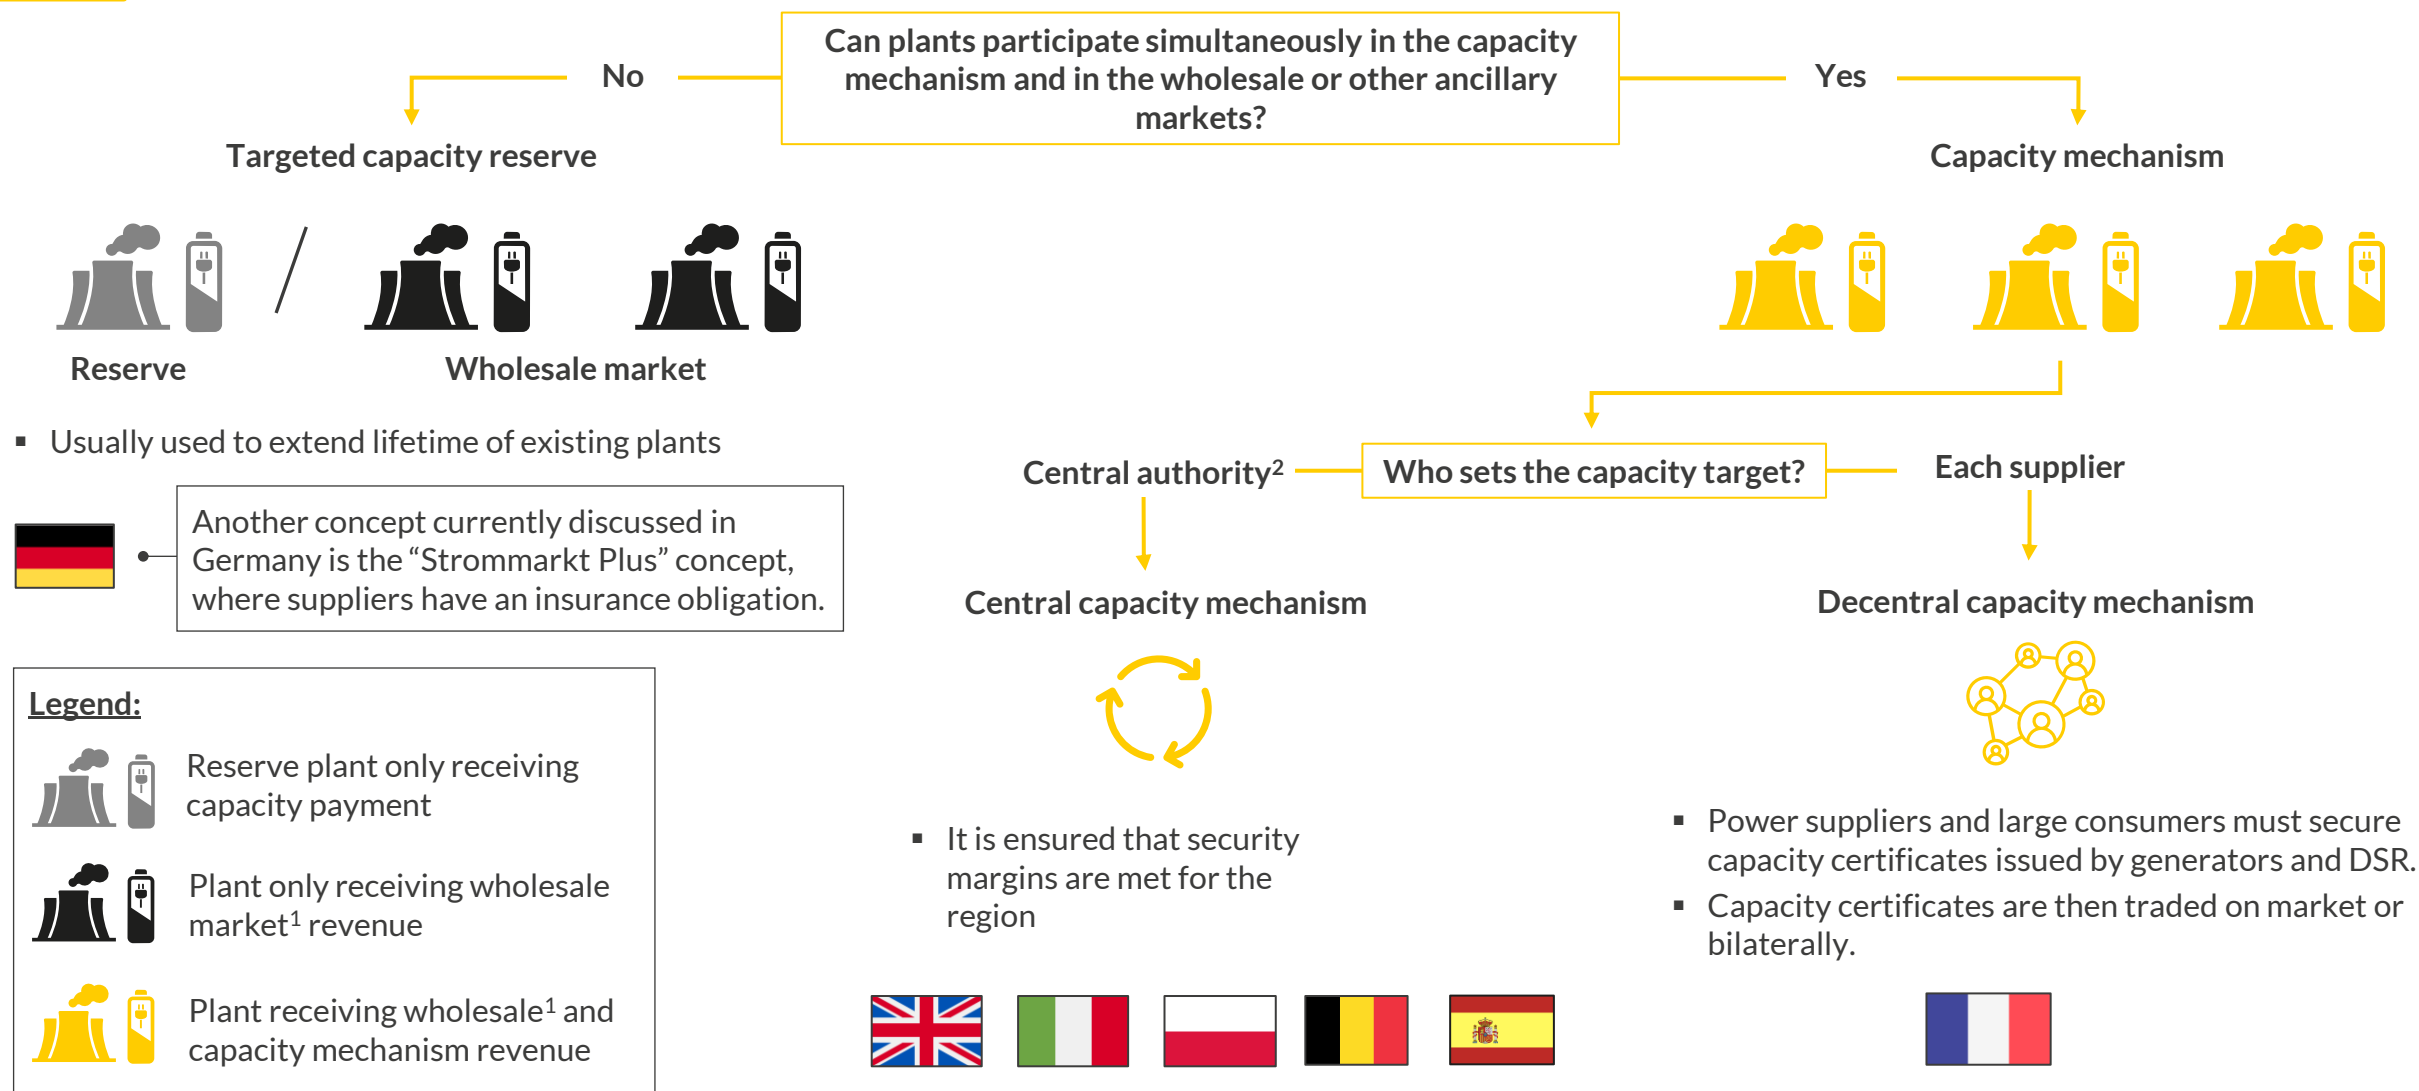 Can plants participate simultaneously in the capacity
mechanism and in the wholesale or other ancillary
markets?
No
Yes
Targeted capacity reserve
Capacity mechanism
Reserve
Wholesale market
▪ Usually used to extend lifetime of existing plants
Another concept currently discussed in
Germany is the “Strommarkt Plus” concept,
where suppliers have an insurance obligation.
Central authority²
Who sets the capacity target?
Each supplier
Central capacity mechanism
Decentral capacity mechanism
▪ It is ensured that security
margins are met for the
region
▪ Power suppliers and large consumers must secure
capacity certificates issued by generators and DSR.
▪ Capacity certificates are then traded on market or
bilaterally.
Legend:
Reserve plant only receiving
capacity payment
Plant only receiving wholesale
market¹ revenue
Plant receiving wholesale¹ and
capacity mechanism revenue